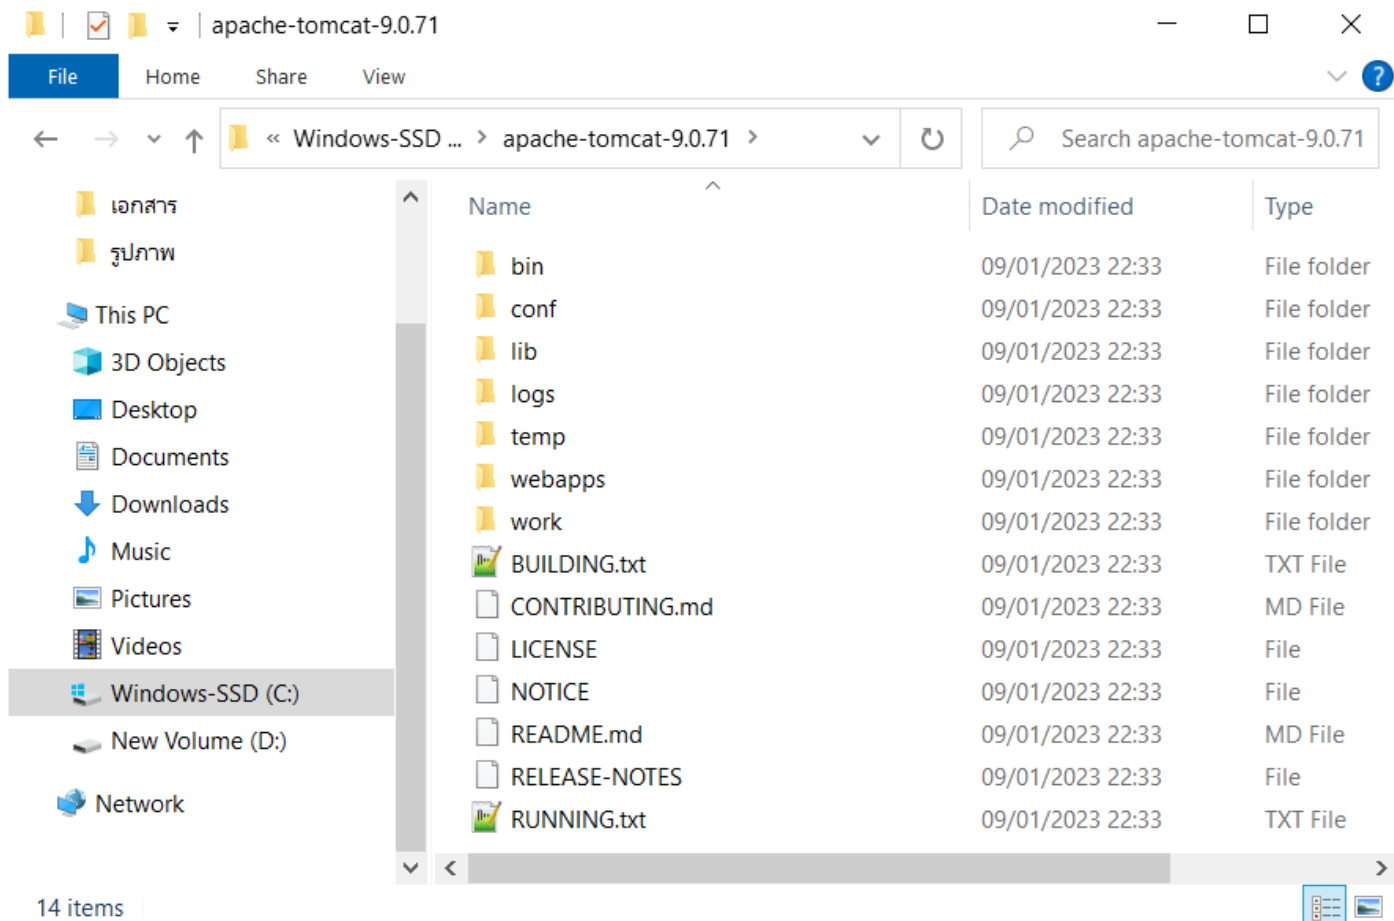 apache-tomcat-9.0.71
File Home Share View
« Windows-SSD ... > apache-tomcat-9.0.71 >
Search apache-tomcat-9.0.71
เอกสาร
รูปภาพ
This PC
3D Objects
Desktop
Documents
Downloads
Music
Pictures
Videos
Windows-SSD (C:)
New Volume (D:)
Network
Name Date modified Type
bin 09/01/2023 22:33 File folder
conf 09/01/2023 22:33 File folder
lib 09/01/2023 22:33 File folder
logs 09/01/2023 22:33 File folder
temp 09/01/2023 22:33 File folder
webapps 09/01/2023 22:33 File folder
work 09/01/2023 22:33 File folder
BUILDING.txt 09/01/2023 22:33 TXT File
CONTRIBUTING.md 09/01/2023 22:33 MD File
LICENSE 09/01/2023 22:33 File
NOTICE 09/01/2023 22:33 File
README.md 09/01/2023 22:33 MD File
RELEASE-NOTES 09/01/2023 22:33 File
RUNNING.txt 09/01/2023 22:33 TXT File
14 items